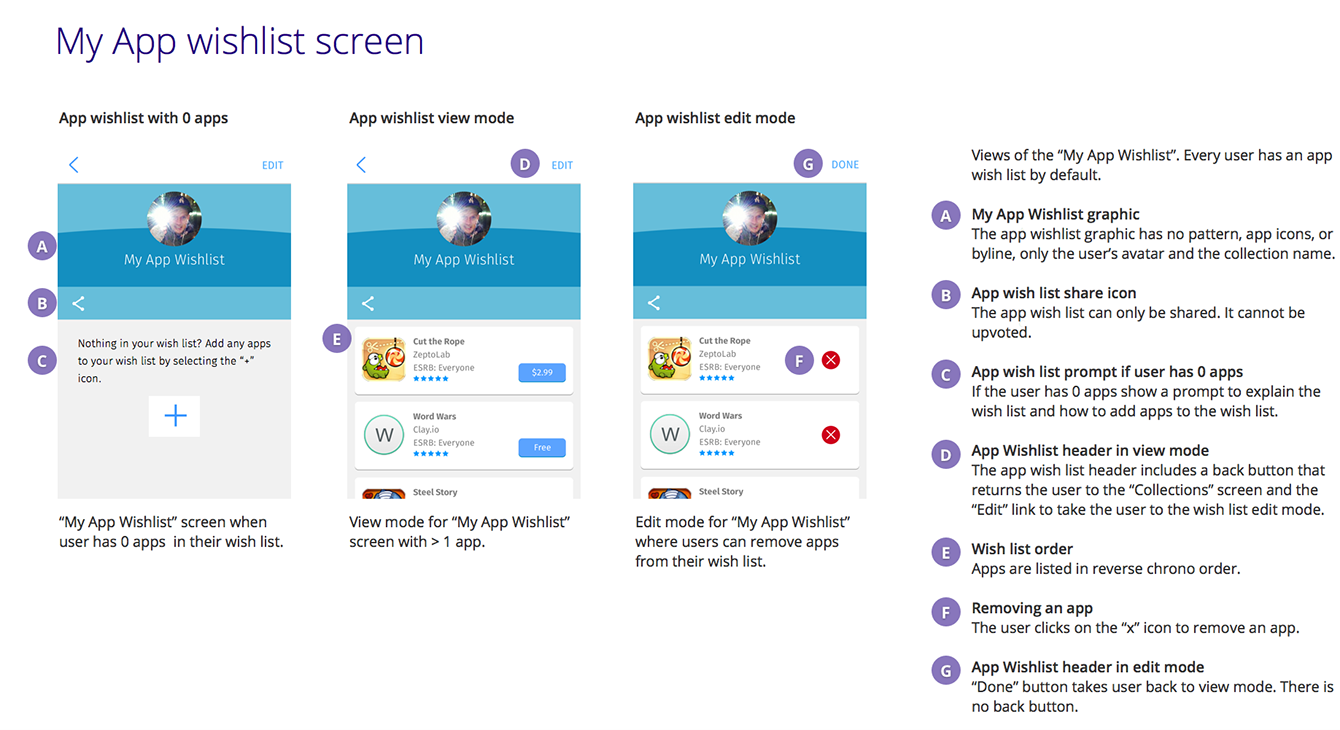 My App wishlist screen
App wishlist with 0 apps
EDIT
A
My App Wishlist
B
C
Nothing in your wish list? Add any apps
to your wish list by selecting the “+”
icon.
“My App Wishlist” screen when
user has 0 apps in their wish list.
App wishlist view mode
D
EDIT
My App Wishlist
E
Cut the Rope
ZeptoLab
ESRB: Everyone
$2.99
W
Word Wars
Clay.io
ESRB: Everyone
Free
Steel Story
View mode for “My App Wishlist”
screen with > 1 app.
App wishlist edit mode
G
DONE
My App Wishlist
Cut the Rope
ZeptoLab
ESRB: Everyone
F
W
Word Wars
Clay.io
ESRB: Everyone
Steel Story
Edit mode for “My App Wishlist”
where users can remove apps
from their wish list.
Views of the “My App Wishlist”. Every user has an app
wish list by default.
A
My App Wishlist graphic
The app wishlist graphic has no pattern, app icons, or
byline, only the user’s avatar and the collection name.
B
App wish list share icon
The app wish list can only be shared. It cannot be
upvoted.
C
App wish list prompt if user has 0 apps
If the user has 0 apps show a prompt to explain the
wish list and how to add apps to the wish list.
D
App Wishlist header in view mode
The app wish list header includes a back button that
returns the user to the “Collections” screen and the
“Edit” link to take the user to the wish list edit mode.
E
Wish list order
Apps are listed in reverse chrono order.
F
Removing an app
The user clicks on the “x” icon to remove an app.
G
App Wishlist header in edit mode
“Done” button takes user back to view mode. There is
no back button.